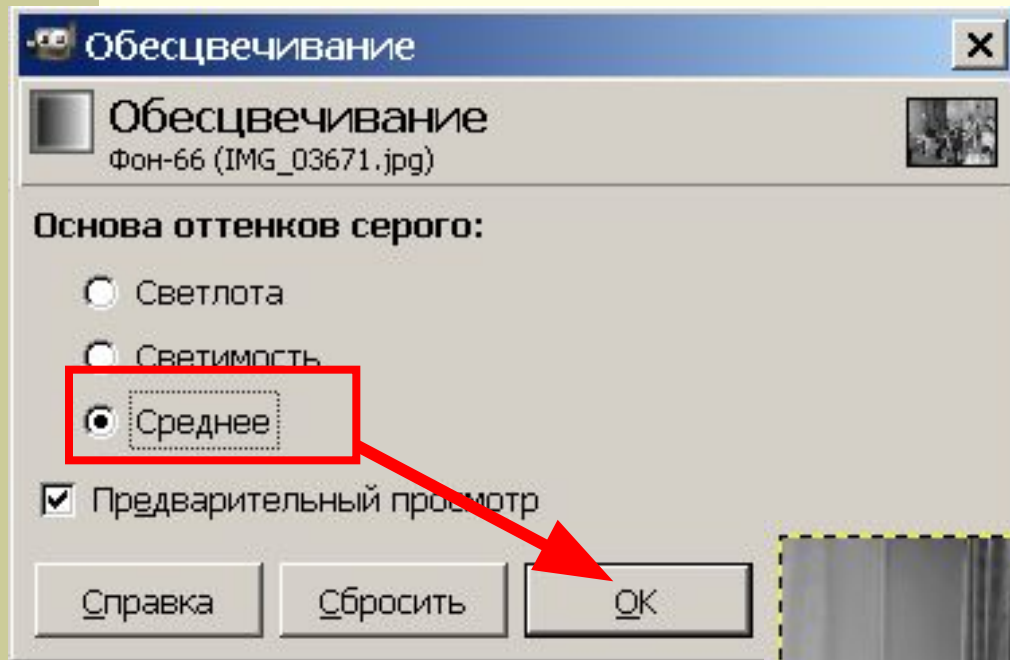 Обесцвечивание
Обесцвечивание
Фон-66 (IMG_03671.jpg)
Основа оттенков серого:
Светлота
Светимость
Среднее
Предварительный просмотр
Справка Сбросить OK